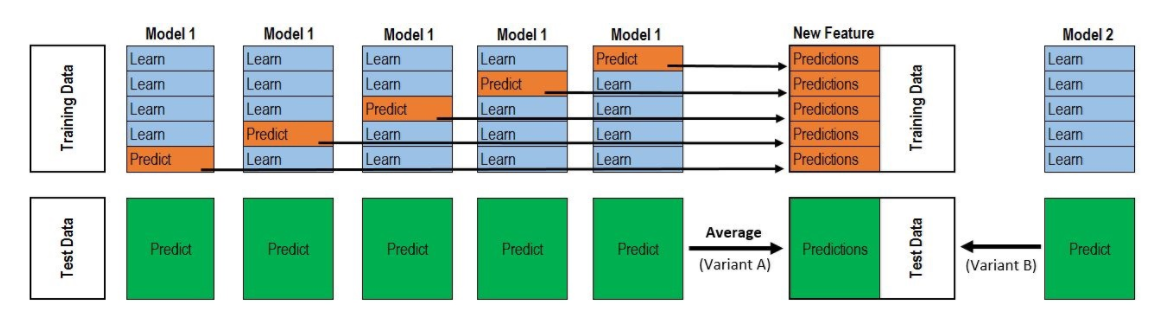 Model 1 Model 1 Model 1 Model 1 Model 1 New Feature Model 2
Training Data
Learn Learn Learn Learn Predict Predictions Learn
Learn Learn Learn Predict Learn Predictions Learn
Learn Learn Predict Learn Learn Predictions Learn
Learn Predict Learn Learn Learn Predictions Learn
Predict Learn Learn Learn Learn Predictions Learn
Training Data
Test Data
Predict Predict Predict Predict Predict
Average
(Variant A)
Predictions
Test Data
(Variant B)
Predict